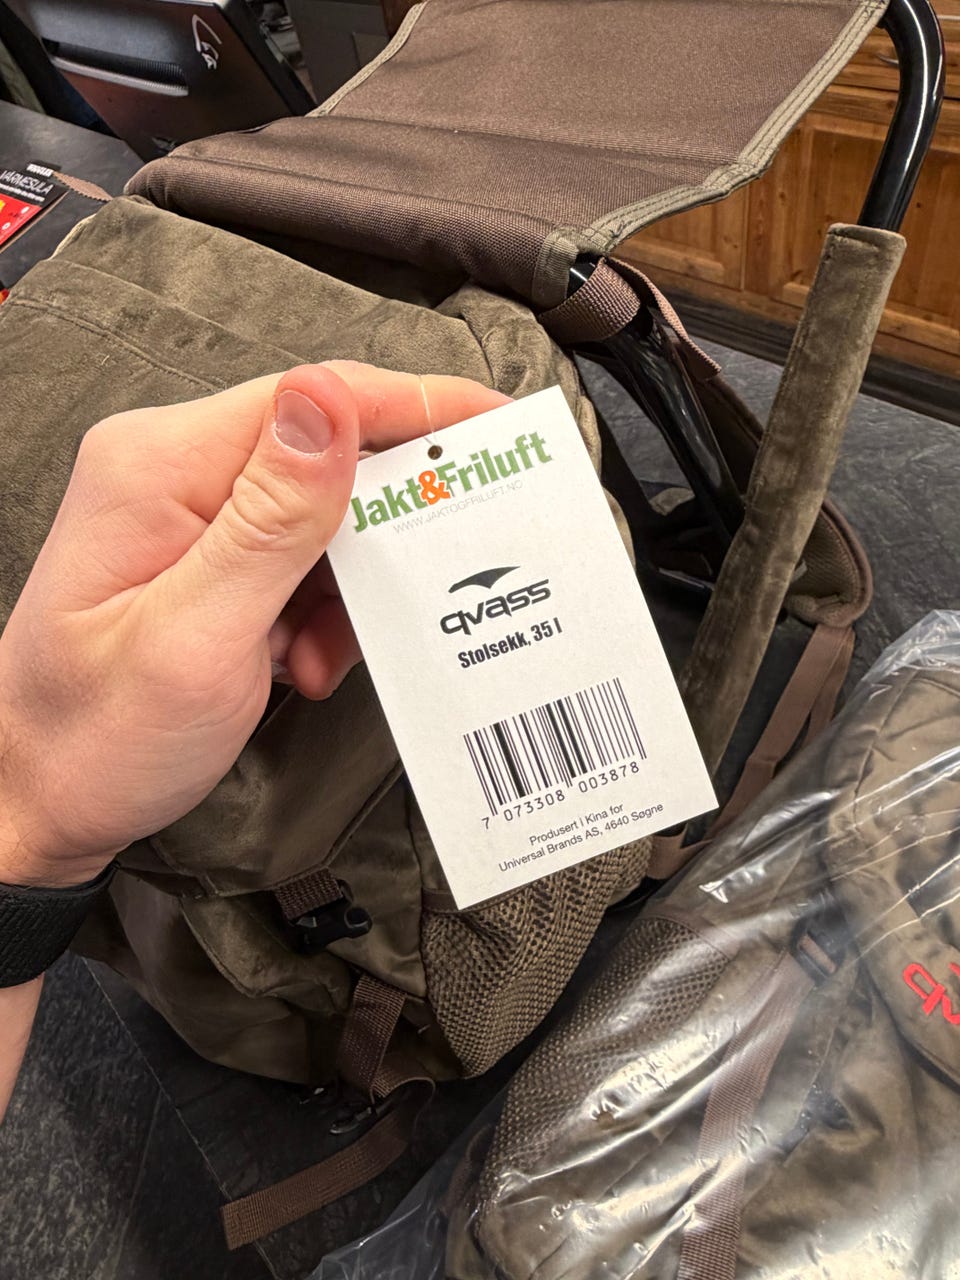 VÄRMESULA
Jakt&Friluft
WWW.JAKTOGFRILUFT.NO
qvass
Stolsekk, 35 l
7 073308 003878
Produsert i Kina for
Universal Brands AS, 4640 Søgne